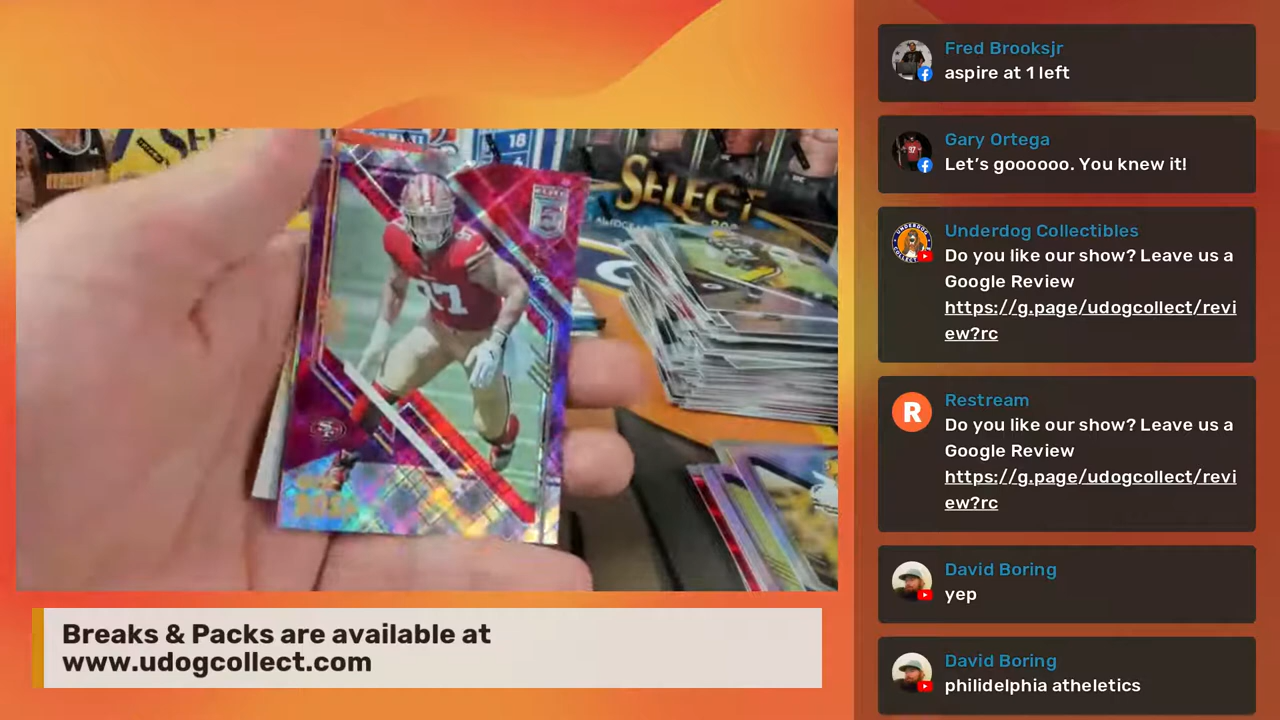 SELECT
18
97
Breaks & Packs are available at
www.udogcollect.com
Fred Brooksjr
aspire at 1 left
Gary Ortega
Let's goooooo. You knew it!
Underdog Collectibles
Do you like our show? Leave us a
Google Review
https://g.page/udogcollect/revi
ew?rc
R
Restream
Do you like our show? Leave us a
Google Review
https://g.page/udogcollect/revi
ew?rc
David Boring
yep
David Boring
philidelphia atheletics